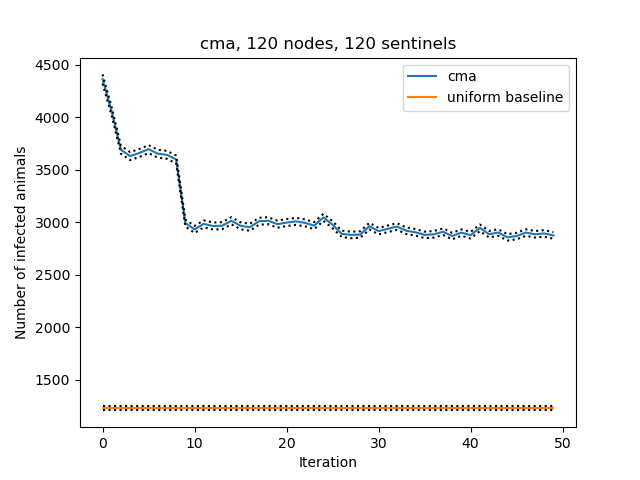 cma, 120 nodes, 120 sentinels
4500
4000
3500
3000
2500
2000
1500
Number of infected animals
cma
uniform baseline
0 10 20 30 40 50
Iteration